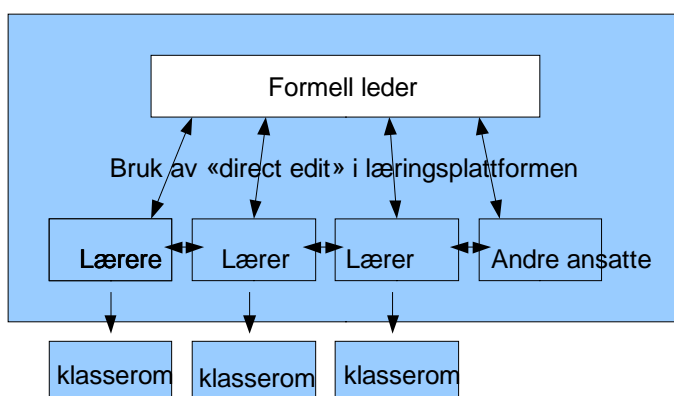 Formell leder
Bruk av «direct edit» i læringsplattformen
Lærere
Lærer
Lærer
Andre ansatte
klasserom
klasserom
klasserom